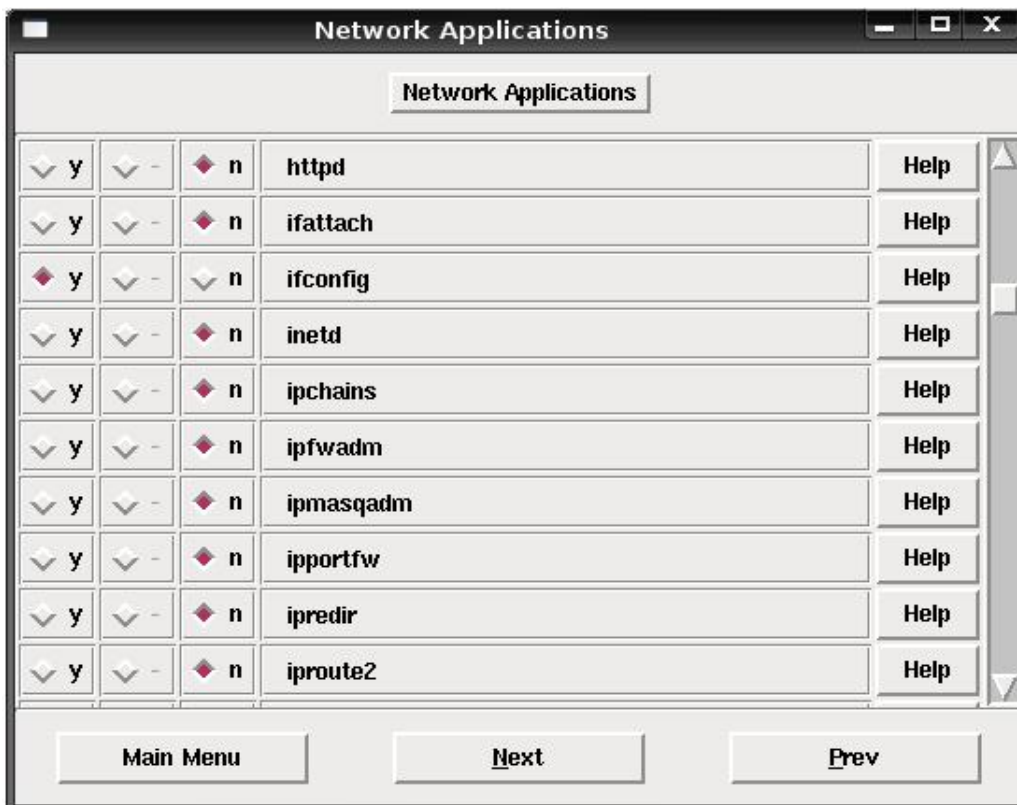 Network Applications
Network Applications
y - n httpd Help
y - n ifattach Help
y - n ifconfig Help
y - n inetd Help
y - n ipchains Help
y - n ipfwadm Help
y - n ipmasqadm Help
y - n ipportfw Help
y - n ipredir Help
y - n iproute2 Help
Main Menu Next Prev